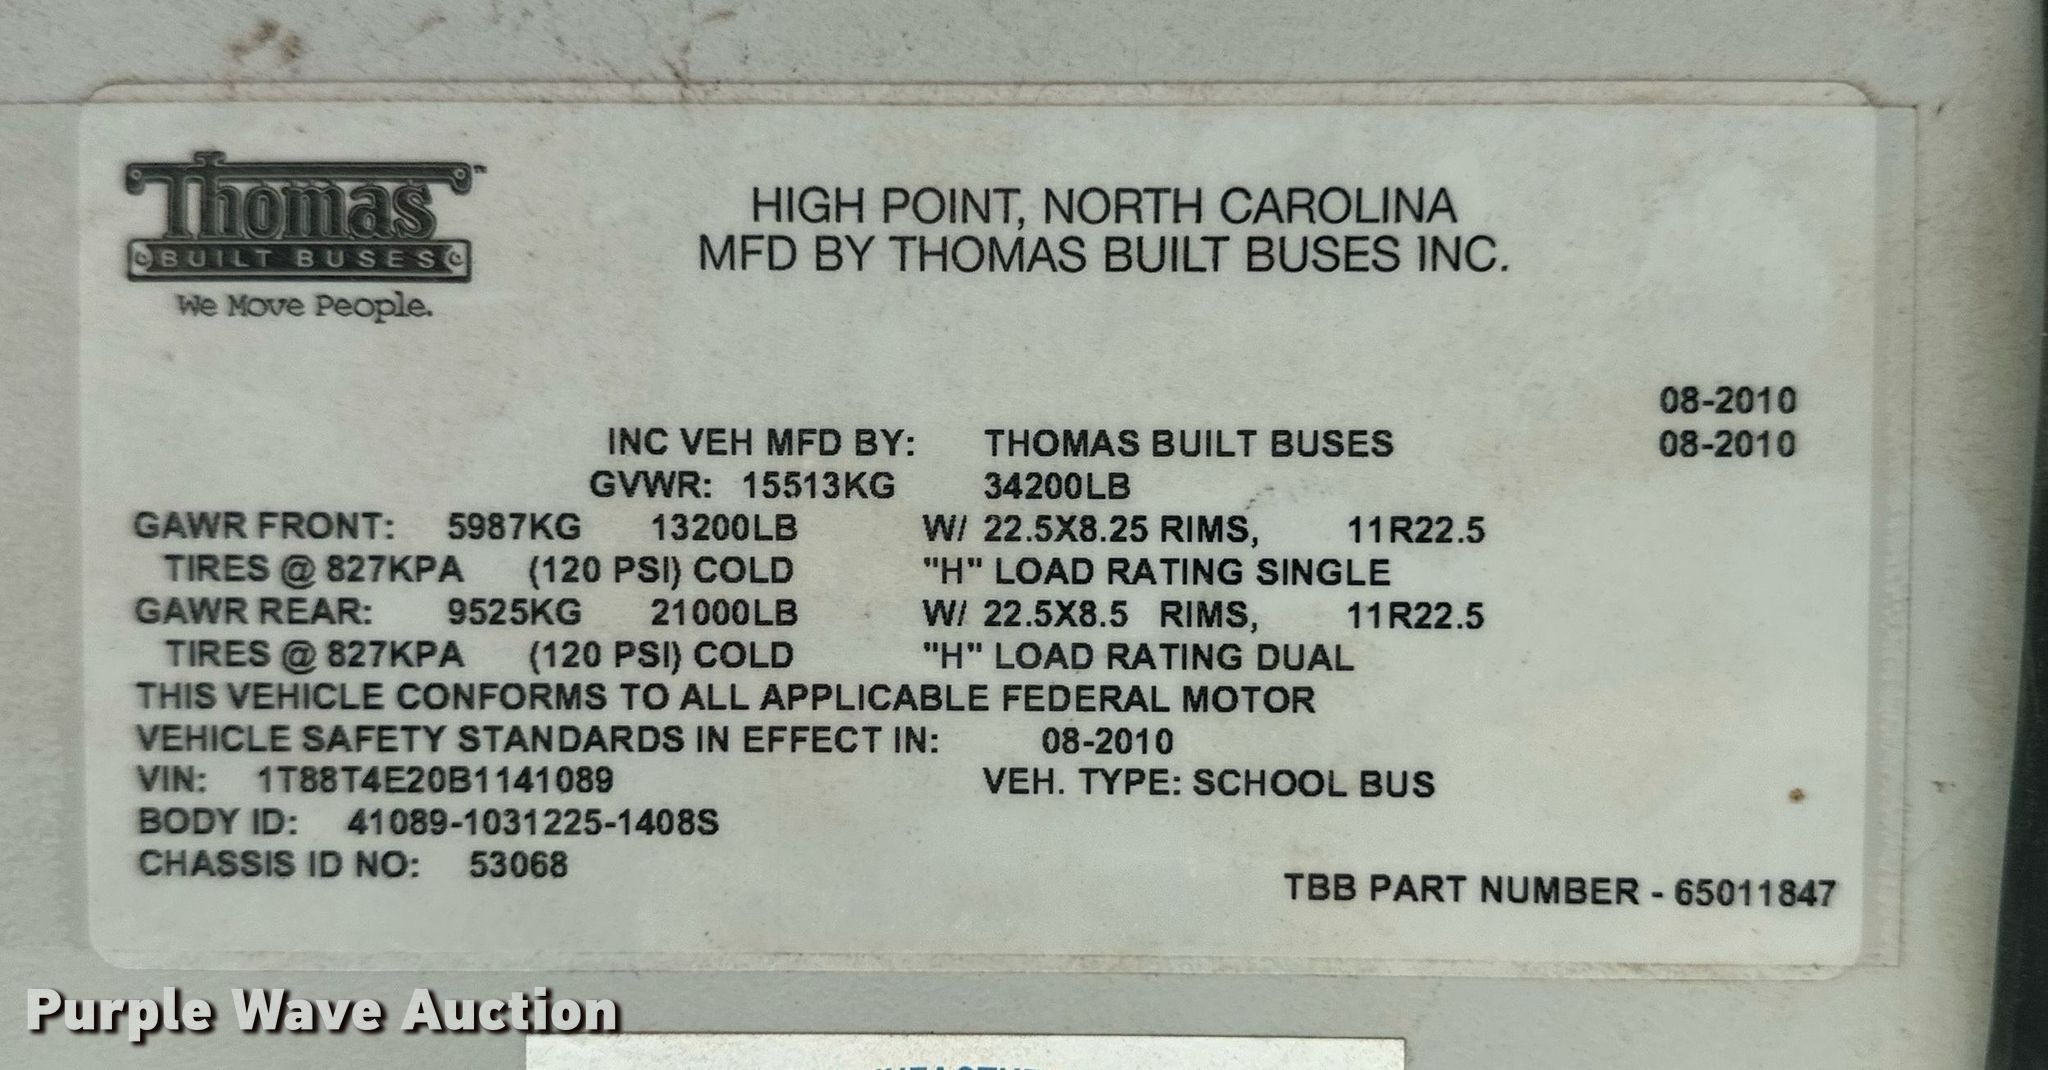 Thomas™
BUILT BUSES
We Move People.
HIGH POINT, NORTH CAROLINA
MFD BY THOMAS BUILT BUSES INC.
08-2010
INC VEH MFD BY: THOMAS BUILT BUSES 08-2010
GVWR: 15513KG 34200LB
GAWR FRONT: 5987KG 13200LB W/ 22.5X8.25 RIMS, 11R22.5
TIRES @ 827KPA (120 PSI) COLD "H" LOAD RATING SINGLE
GAWR REAR: 9525KG 21000LB W/ 22.5X8.5 RIMS, 11R22.5
TIRES @ 827KPA (120 PSI) COLD "H" LOAD RATING DUAL
THIS VEHICLE CONFORMS TO ALL APPLICABLE FEDERAL MOTOR
VEHICLE SAFETY STANDARDS IN EFFECT IN: 08-2010
VIN: 1T88T4E20B1141089 VEH. TYPE: SCHOOL BUS
BODY ID: 41089-1031225-1408S
CHASSIS ID NO: 53068
TBB PART NUMBER - 65011847
Purple Wave Auction